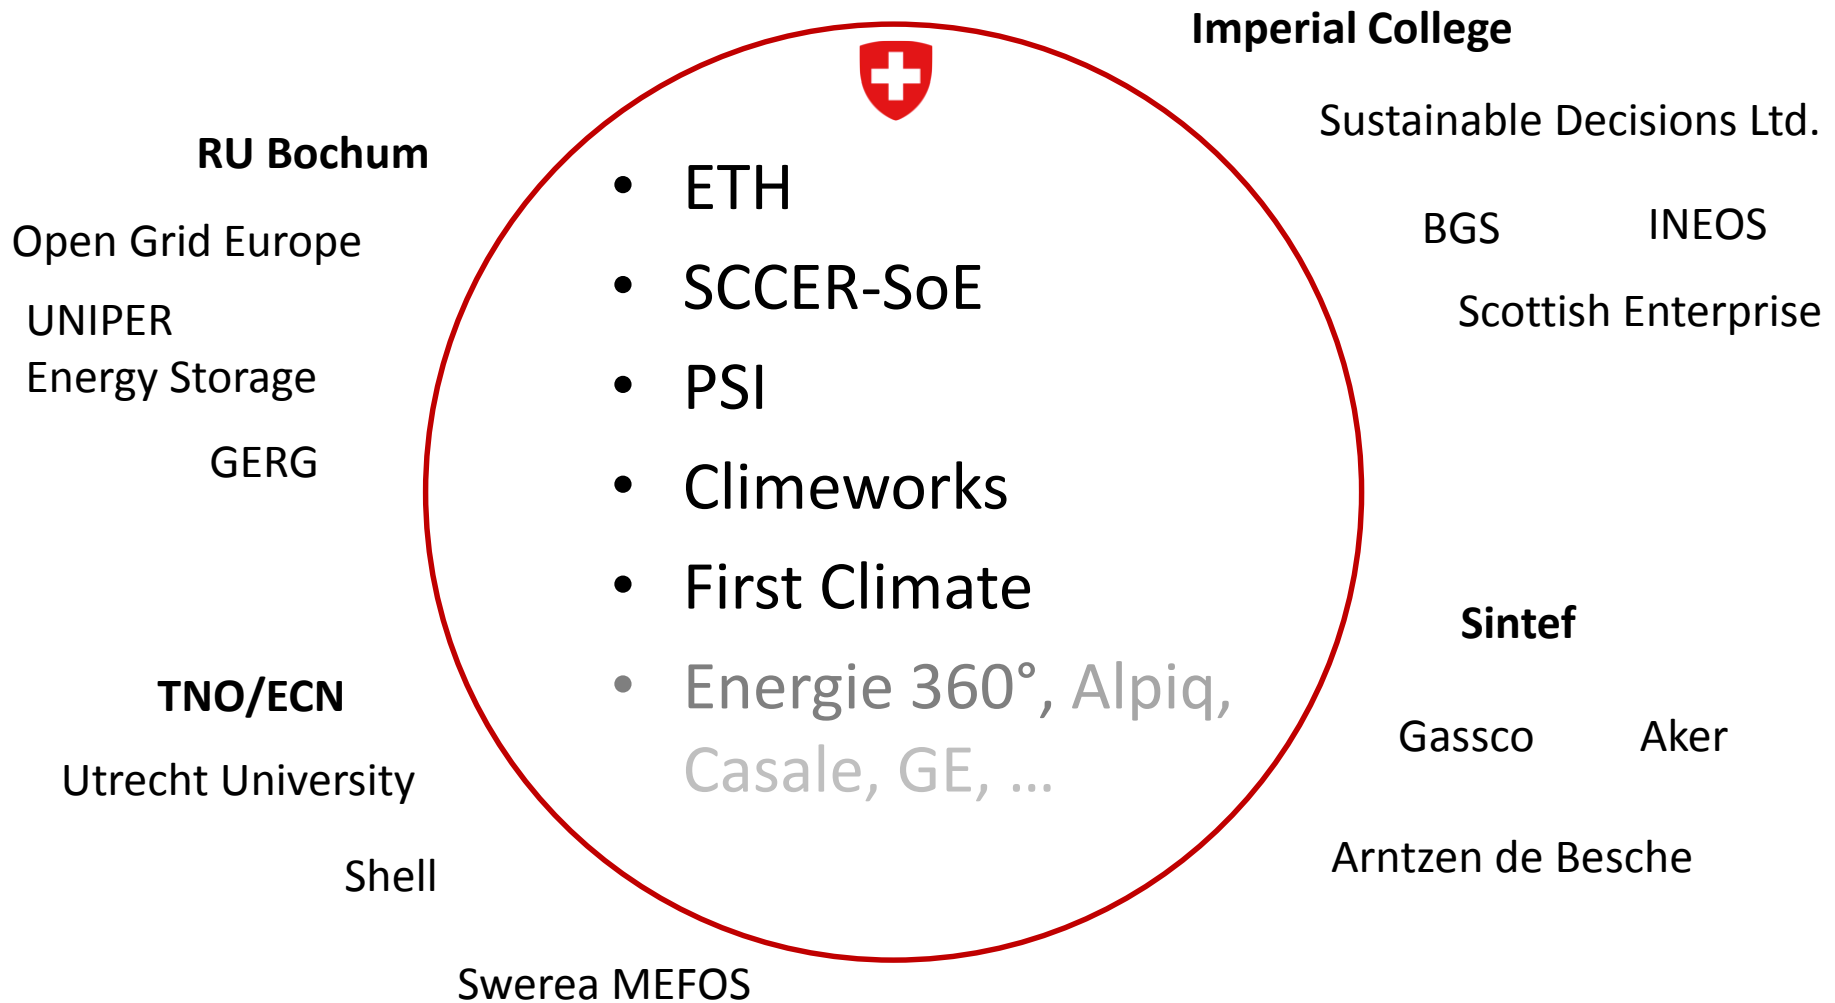 Imperial College
Sustainable Decisions Ltd.
BGS
INEOS
Scottish Enterprise
RU Bochum
Open Grid Europe
UNIPER
Energy Storage
GERG
• ETH
• SCCER-SoE
• PSI
• Climeworks
• First Climate
• Energie 360°, Alpiq,
Casale, GE, ...
Sintef
Gassco
Aker
Arntzen de Besche
TNO/ECN
Utrecht University
Shell
Swerea MEFOS